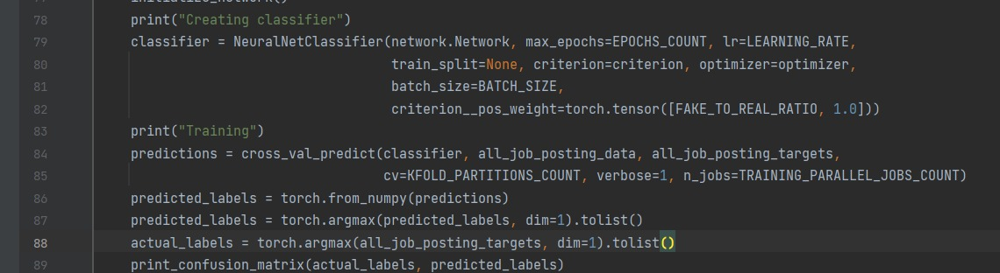 78 print("Creating classifier")
79 classifier = NeuralNetClassifier(network.Network, max_epochs=EPOCHS_COUNT, lr=LEARNING_RATE,
80 train_split=None, criterion=criterion, optimizer=optimizer,
81 batch_size=BATCH_SIZE,
82 criterion__pos_weight=torch.tensor([FAKE_TO_REAL_RATIO, 1.0]))
83 print("Training")
84 predictions = cross_val_predict(classifier, all_job_posting_data, all_job_posting_targets,
85 cv=KFOLD_PARTITIONS_COUNT, verbose=1, n_jobs=TRAINING_PARALLEL_JOBS_COUNT)
86 predicted_labels = torch.from_numpy(predictions)
87 predicted_labels = torch.argmax(predicted_labels, dim=1).tolist()
88 actual_labels = torch.argmax(all_job_posting_targets, dim=1).tolist()
89 print_confusion_matrix(actual_labels, predicted_labels)